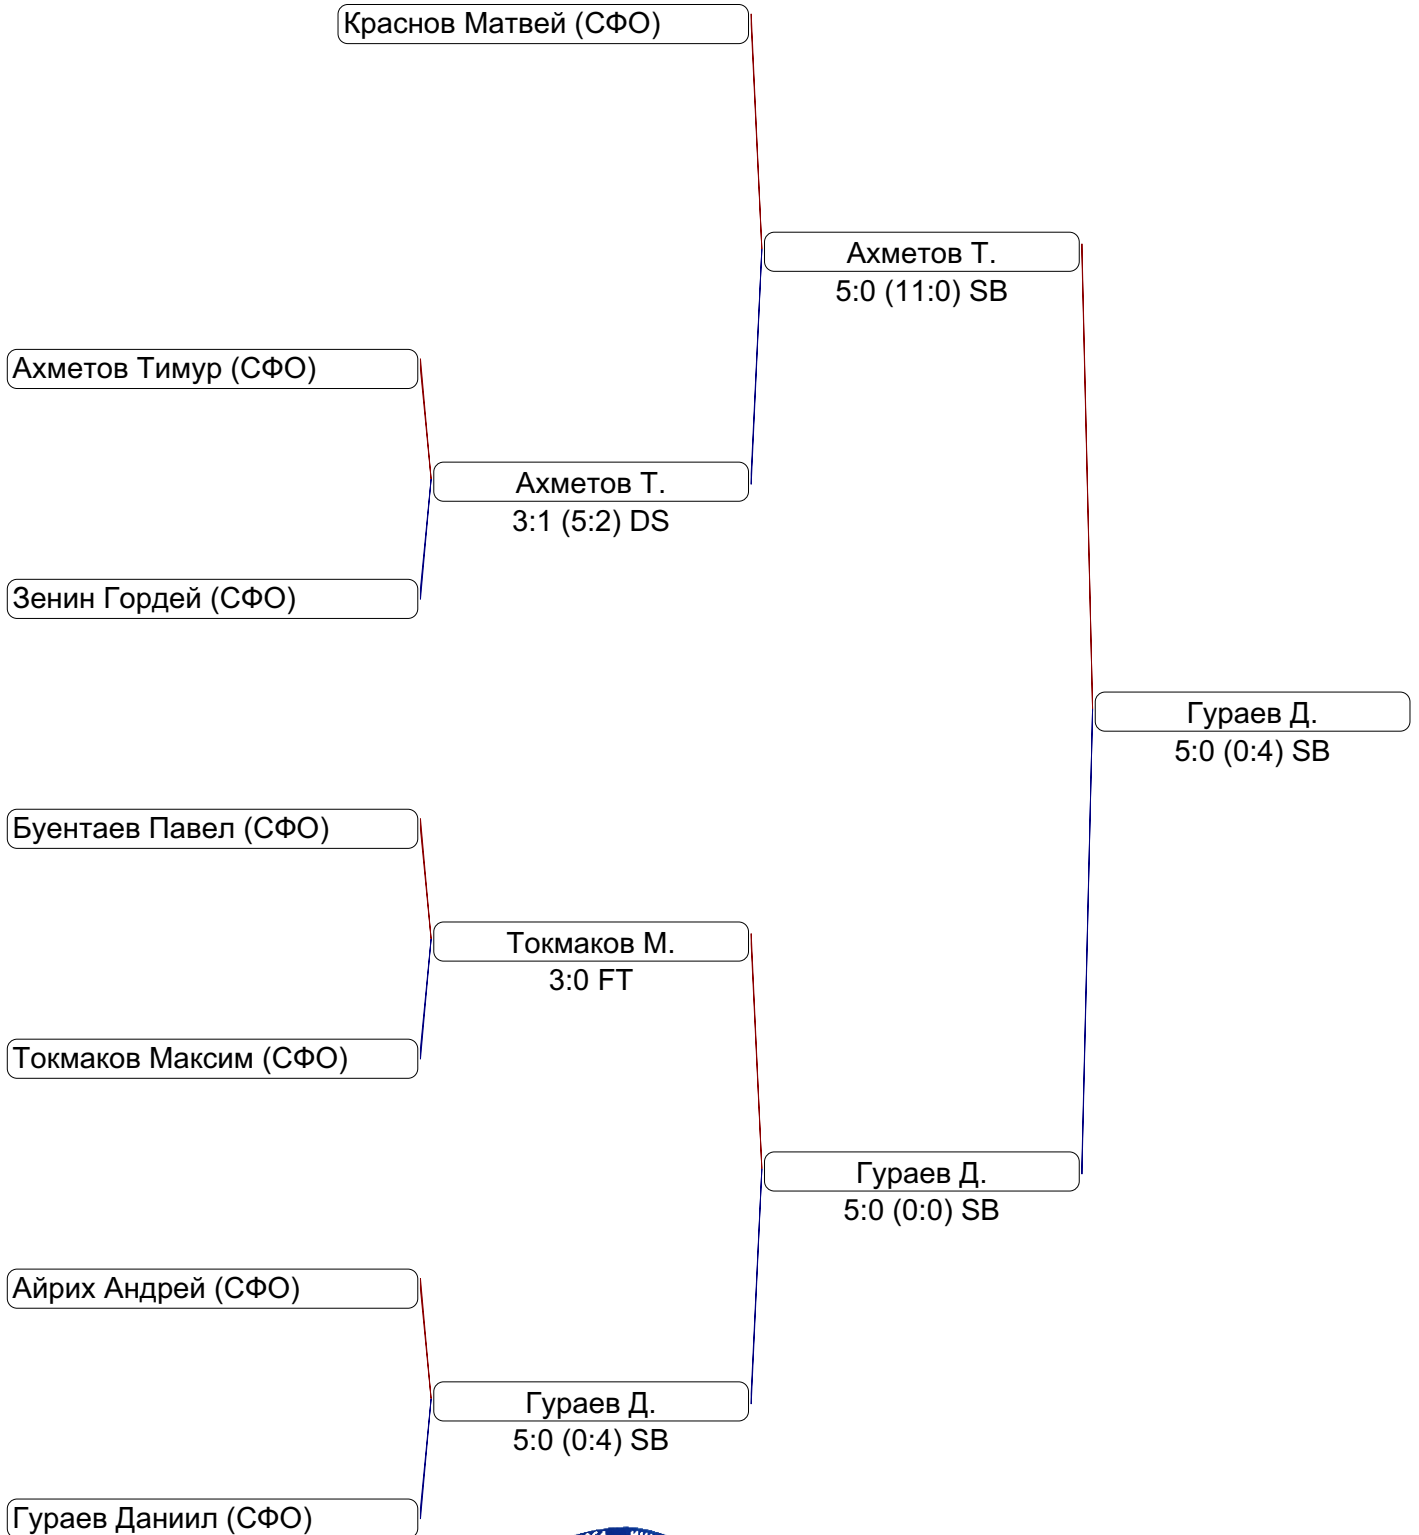 Краснов Матвей (СФО)
Ахметов Т.
5:0 (11:0) SB
Ахметов Тимур (СФО)
Ахметов Т.
3:1 (5:2) DS
Зенин Гордей (СФО)
Гураев Д.
5:0 (0:4) SB
Буентаев Павел (СФО)
Токмаков М.
3:0 FT
Токмаков Максим (СФО)
Гураев Д.
5:0 (0:0) SB
Айрих Андрей (СФО)
Гураев Д.
5:0 (0:4) SB
Гураев Даниил (СФО)